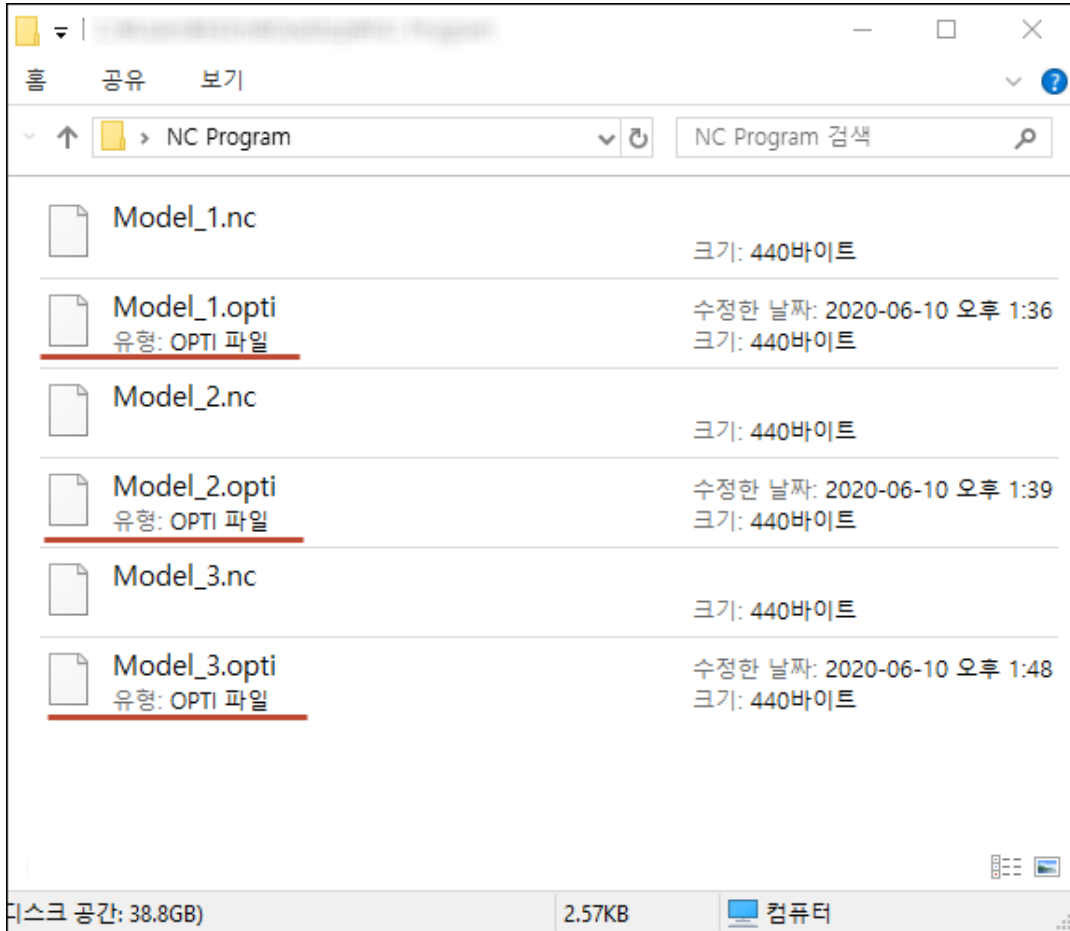 홈 공유 보기
NC Program
NC Program 검색
Model_1.nc
크기: 440바이트
Model_1.opti
수정한 날짜: 2020-06-10 오후 1:36
유형: OPTI 파일
크기: 440바이트
Model_2.nc
크기: 440바이트
Model_2.opti
수정한 날짜: 2020-06-10 오후 1:39
유형: OPTI 파일
크기: 440바이트
Model_3.nc
크기: 440바이트
Model_3.opti
수정한 날짜: 2020-06-10 오후 1:48
유형: OPTI 파일
크기: 440바이트
디스크 공간: 38.8GB)
2.57KB
컴퓨터